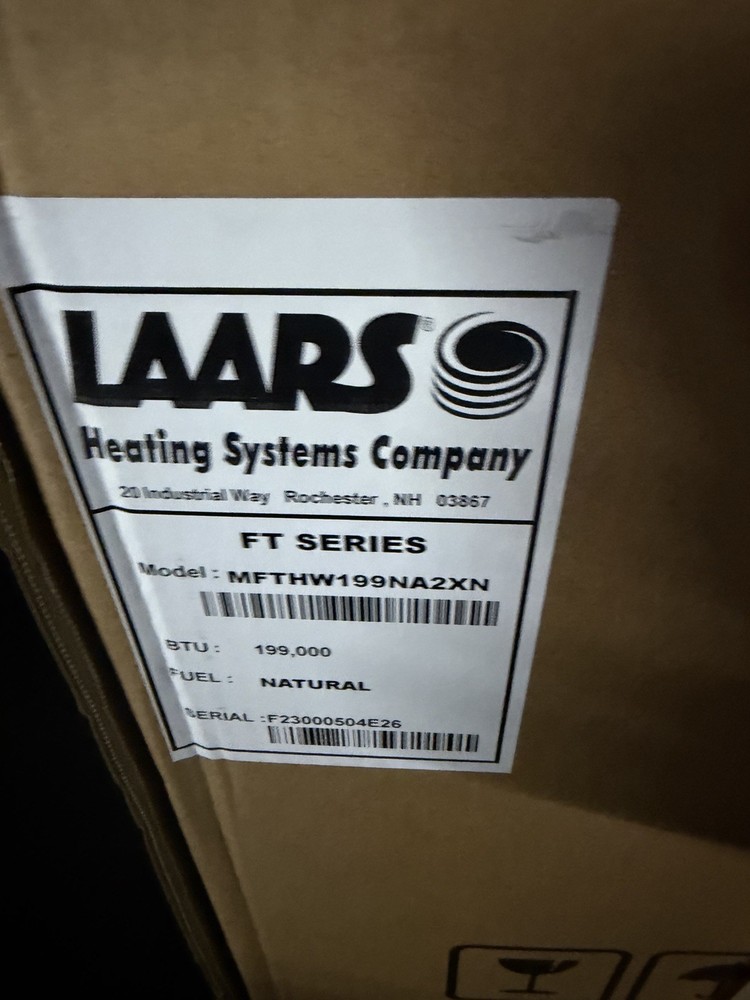 LAARS®
Heating Systems Company
20 Industrial Way Rochester , NH 03867
FT SERIES
Model : MFTHW199NA2XN
BTU : 199,000
FUEL : NATURAL
SERIAL :F23000504E26